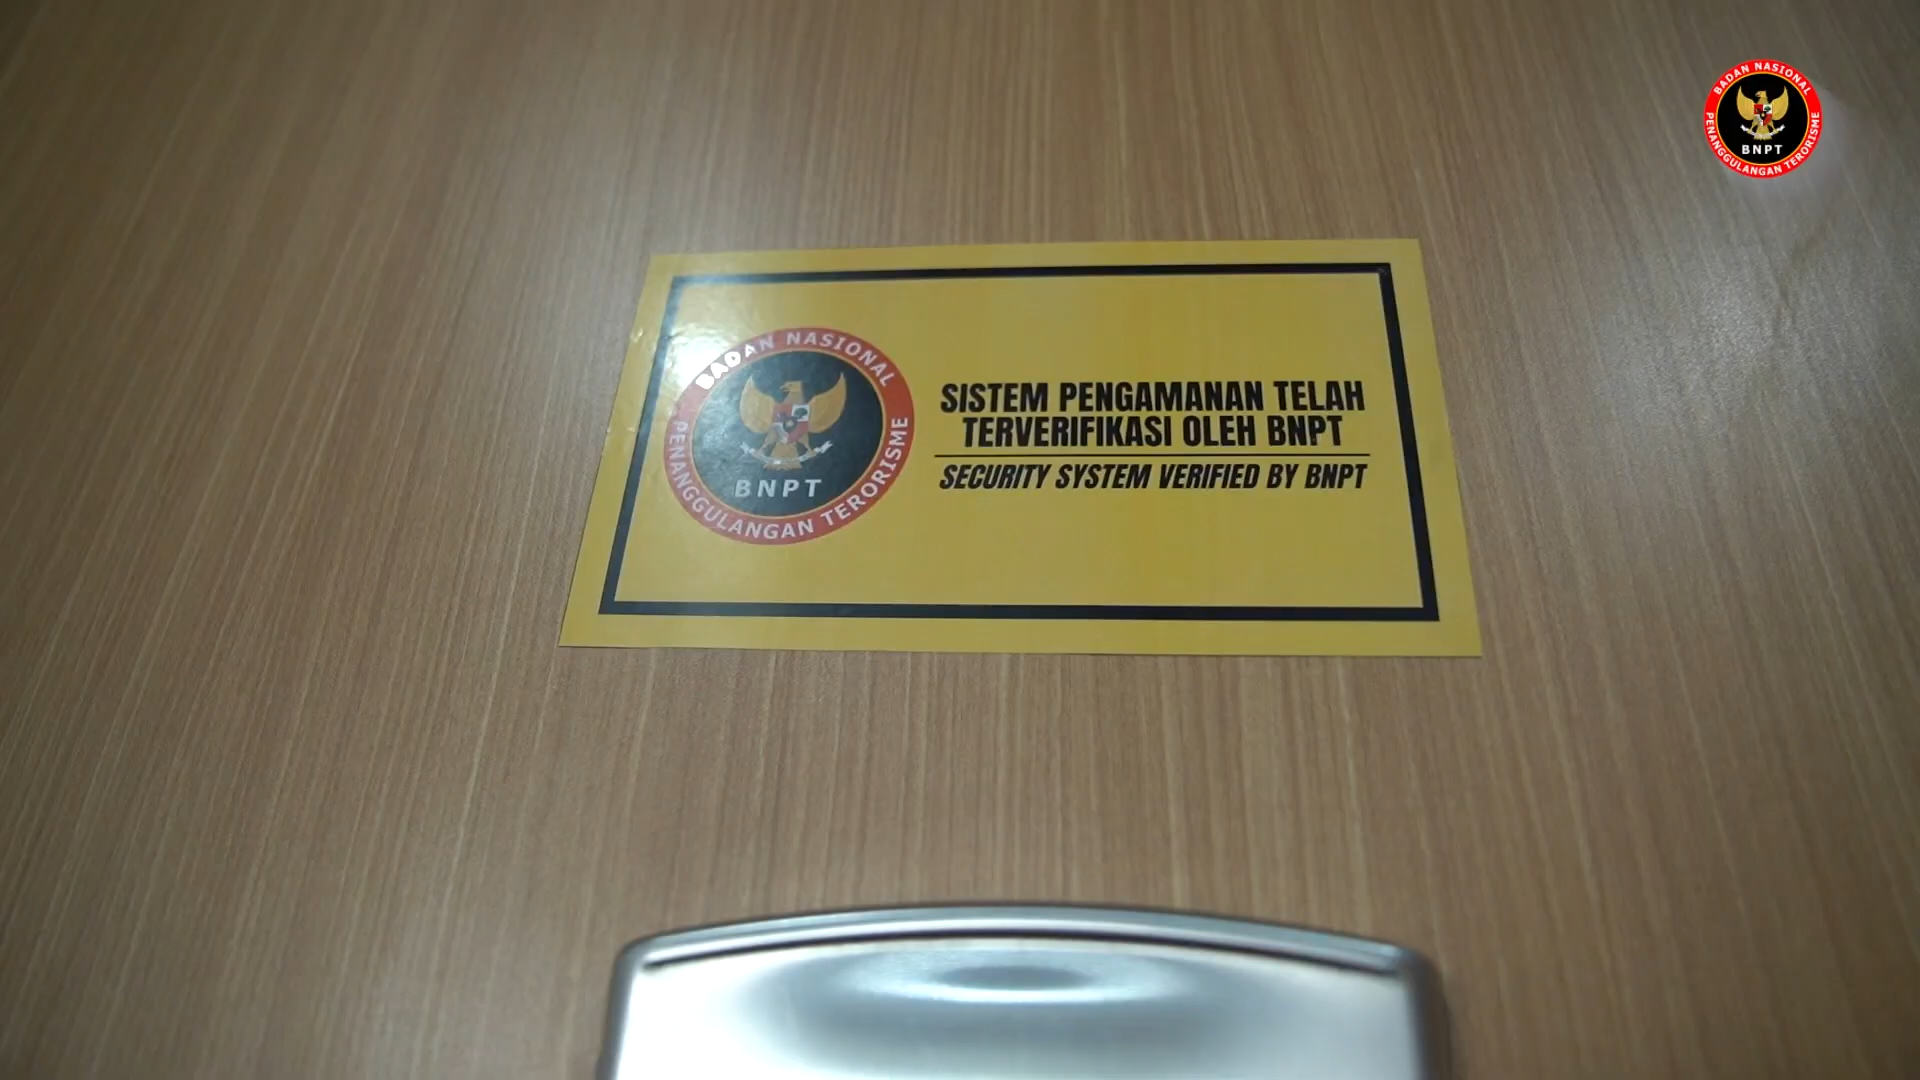 BADAN NASIONAL
PENANGGULANGAN TERORISME
BNPT
BADAN NASIONAL
PENANGGULANGAN TERORISME
BNPT
SISTEM PENGAMANAN TELAH
TERVERIFIKASI OLEH BNPT
SECURITY SYSTEM VERIFIED BY BNPT